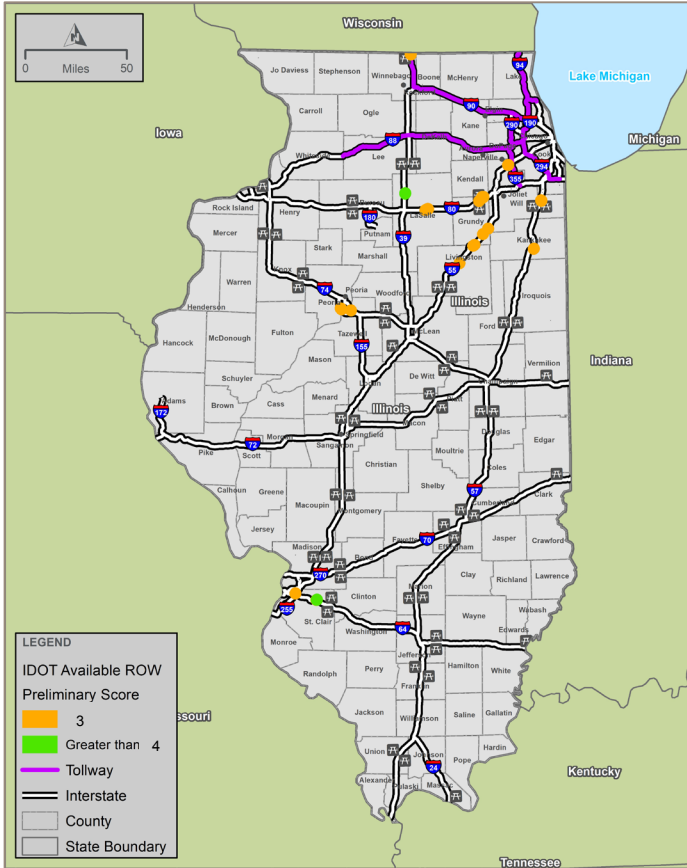 Wisconsin
0 Miles 50
Jo Daviess
Stephenson
Winnebago
Boone
McHenry
Lake
94
Lake Michigan
Carroll
Ogle
90
Kane
290
190
Iowa
88
Lee
Michigan
Naperville
294
355
Kendall
Joliet
Will
Rock Island
Henry
180
LaSalle
80
Grundy
Mercer
Putnam
39
Stark
Marshall
Livingston
55
Knox
Warren
74
Peoria
Woodford
Illinois
Iroquois
Henderson
Peoria
Fulton
Tazewell
McLean
Ford
Hancock
McDonough
155
Mason
Indiana
Vermilion
Schuyler
Logan
De Witt
Champaign
Menard
Illinois
Piatt
Adams
Brown
Cass
Macon
172
Morgan
Springfield
Douglas
72
Sangamon
Edgar
Pike
Scott
Christian
Moultrie
Coles
Shelby
Calhoun
Greene
57
Clark
Macoupin
Montgomery
Cumberland
Jersey
Fayette
70
Jasper
Crawford
Madison
Effingham
Bond
270
Clay
Richland
Lawrence
Clinton
Marion
255
St. Clair
Wayne
Wabash
Washington
64
Edwards
Monroe
Jefferson
Randolph
Perry
Hamilton
White
Franklin
Jackson
Williamson
Saline
Gallatin
Union
Johnson
Pope
Hardin
24
Alexander
Pulaski
Massac
Kentucky
Tennessee
ssouri
LEGEND
IDOT Available ROW
Preliminary Score
3
Greater than 4
Tollway
Interstate
County
State Boundary